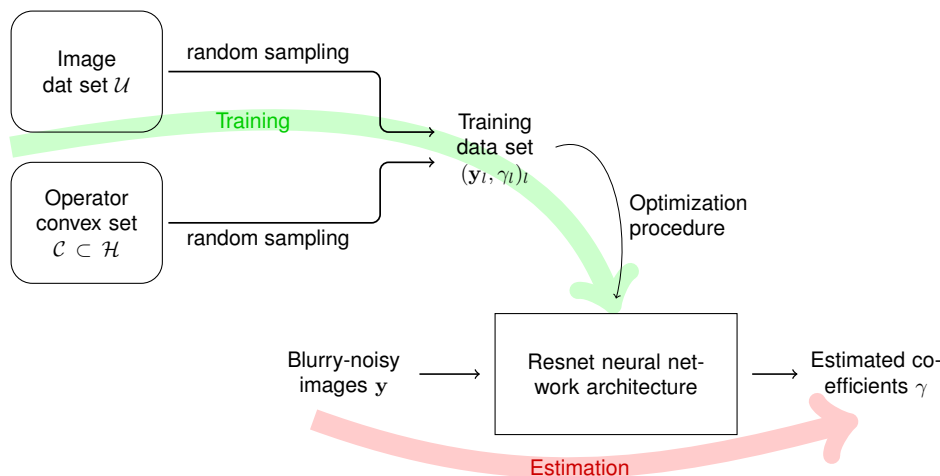 Image
dat set 𝒰
random sampling
Training
Operator
convex set
𝒞 ⊂ ℋ
random sampling
Training
data set
(y_l, γ_l)_l
Optimization
procedure
Blurry-noisy
images y
Resnet neural net-
work architecture
Estimated co-
efficients γ
Estimation